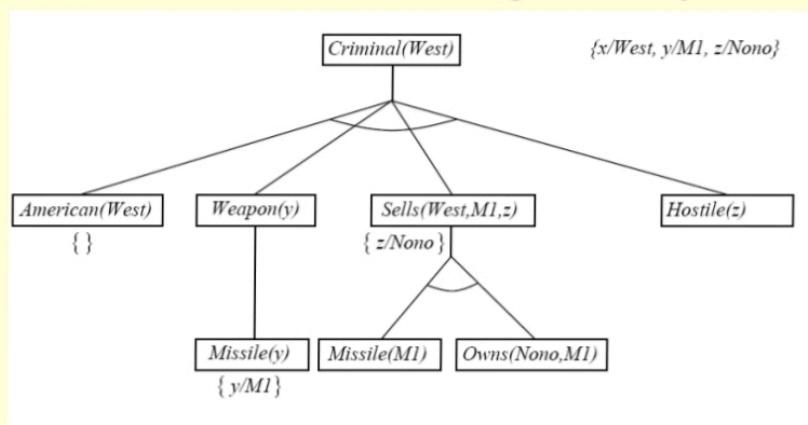 Criminal(West)
{x/West, y/M1, z/Nono}
American(West)
Weapon(y)
Sells(West,M1,z)
Hostile(z)
{ }
{ z/Nono }
Missile(y)
Missile(M1)
Owns(Nono,M1)
{ y/M1 }